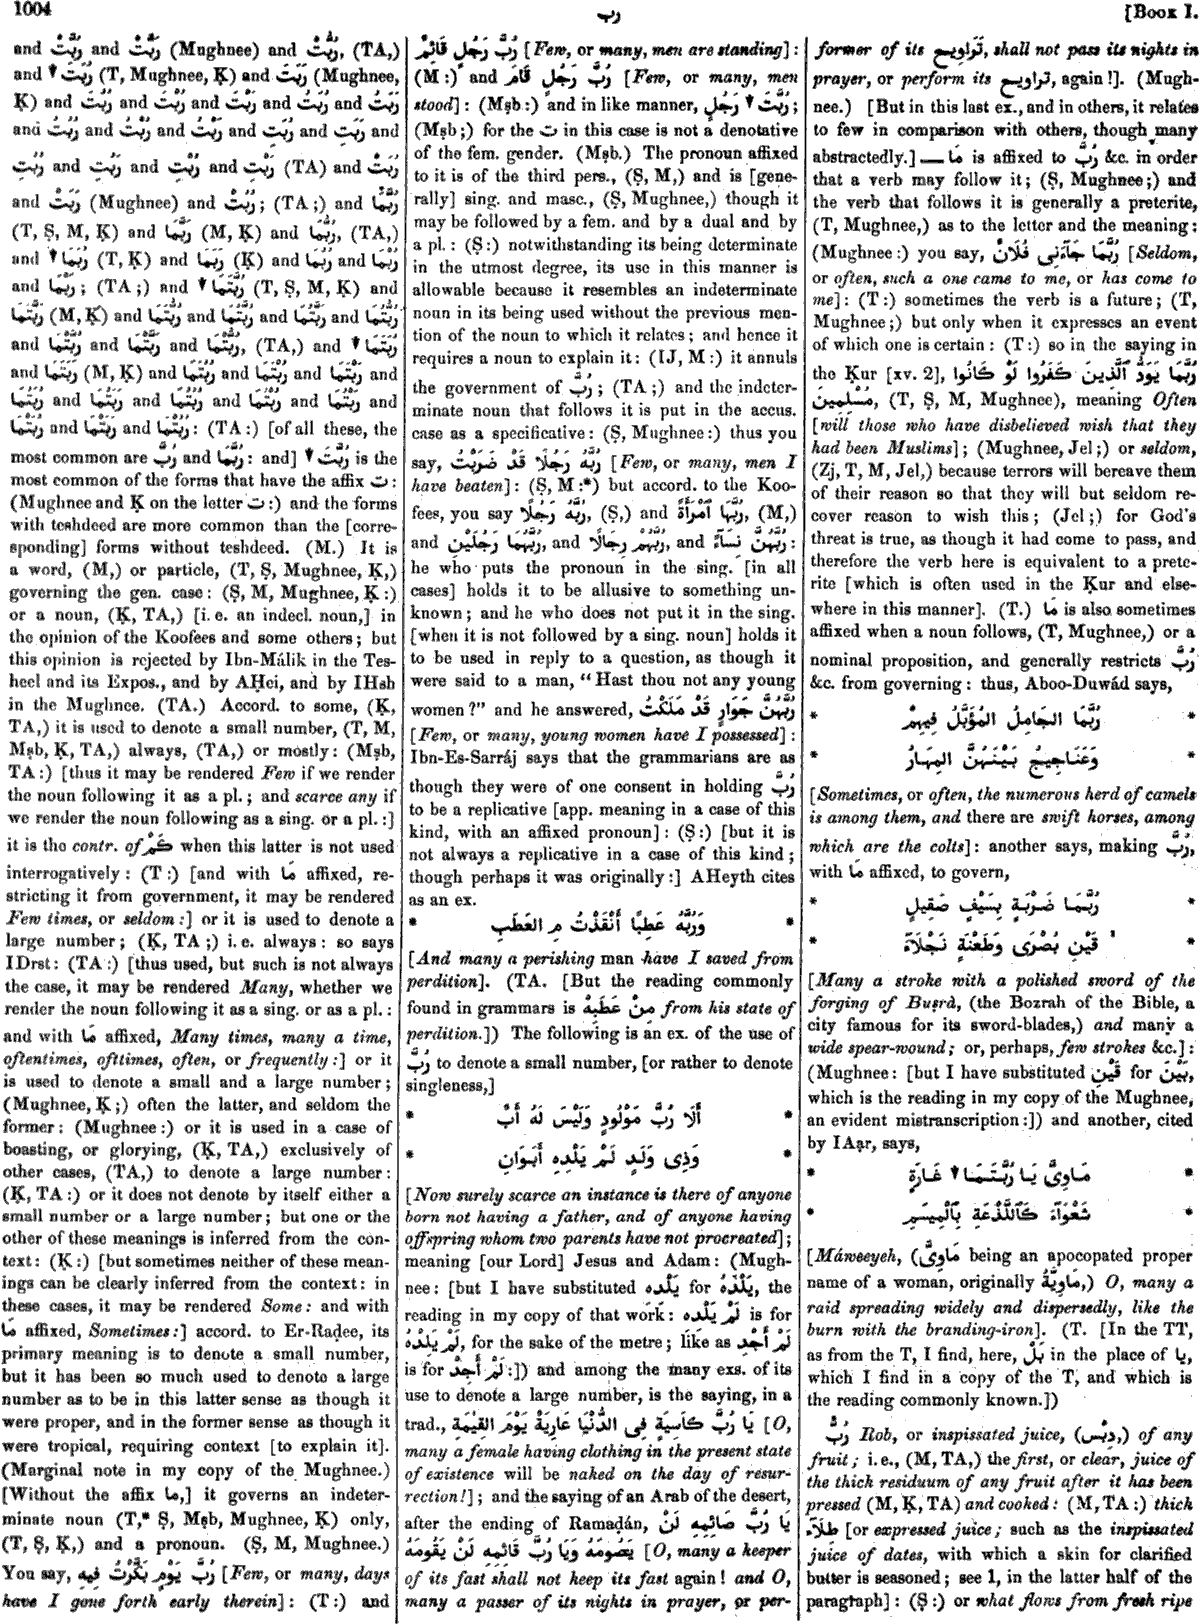 1004
رب
[BOOK I.
and رَبَّتْ and رَبَّتْ (Mughnee) and رُبُّتْ, (TA,)
and (T, Mughnee, Ḳ) and رَبَّتَ (Mughnee,
Ḳ) and and and and and
and and and and and and
and and and (TA) and
and (Mughnee) and ; (TA;) and رُبَّمَا
(T, Ṣ, M, Ḳ) and رَبَّمَا (M, Ḳ) and رُبُّمَا, (TA,)
and (T, Ḳ) and رَبَمَا (Ḳ) and and
and ; (TA;) and رُبَّتَمَا (T, Ṣ, M, Ḳ) and
رَبَّتَمَا (M, Ḳ) and and and and
and and and , (TA,) and
and رَبَتَمَا (M, Ḳ) and and and and
and and and and and
and and : (TA:) [of all these, the
most common are رُبَّ and رُبَّمَا: and] رُبَّتَ is the
most common of the forms that have the affix ت:
(Mughnee and Ḳ on the letter ت:) and the forms
with teshdeed are more common than the [corre-
sponding] forms without teshdeed. (M.) It is
a word, (M,) or particle, (T, Ṣ, Mughnee, Ḳ,)
governing the gen. case: (Ṣ, M, Mughnee, Ḳ:)
or a noun, (Ḳ, TA,) [i. e. an indecl. noun,] in
the opinion of the Koofees and some others; but
this opinion is rejected by Ibn-Málik in the Tes-
heel and its Expos., and by AḤei, and by IHsh
in the Mughnee. (TA.) Accord. to some, (Ḳ,
TA,) it is used to denote a small number, (T, M,
Mṣb, Ḳ, TA,) always, (TA,) or mostly: (Mṣb,
TA:) [thus it may be rendered Few if we render
the noun following it as a pl.; and scarce any if
we render the noun following as a sing. or a pl.:]
it is the contr. of كَمْ when this latter is not used
interrogatively: (T:) [and with مَا affixed, re-
stricting it from government, it may be rendered
Few times, or seldom:] or it is used to denote a
large number; (Ḳ, TA;) i. e. always: so says
IDrst: (TA:) [thus used, but such is not always
the case, it may be rendered Many, whether we
render the noun following it as a sing. or as a pl.:
and with مَا affixed, Many times, many a time,
oftentimes, ofttimes, often, or frequently:] or it
is used to denote a small and a large number;
(Mughnee, Ḳ;) often the latter, and seldom the
former: (Mughnee:) or it is used in a case of
boasting, or glorying, (Ḳ, TA,) exclusively of
other cases, (TA,) to denote a large number:
(Ḳ, TA:) or it does not denote by itself either a
small number or a large number; but one or the
other of these meanings is inferred from the con-
text: (Ḳ:) [but sometimes neither of these mean-
ings can be clearly inferred from the context: in
these cases, it may be rendered Some: and with
مَا affixed, Sometimes:] accord. to Er-Raḍee, its
primary meaning is to denote a small number,
but it has been so much used to denote a large
number as to be in this latter sense as though it
were proper, and in the former sense as though it
were tropical, requiring context [to explain it].
(Marginal note in my copy of the Mughnee.)
[Without the affix مَا,] it governs an indeter-
minate noun (T,* Ṣ, Mṣb, Mughnee, Ḳ) only,
(T, Ṣ, Ḳ,) and a pronoun. (Ṣ, M, Mughnee.)
You say, رُبَّ يَوْمٍ بَكَّرْتُ فِيهِ [Few, or many, days
have I gone forth early therein]: (T:) and
رُبَّ رَجُلٍ قَائِمٌ [Few, or many, men are standing]:
(M:) and رُبَّ رَجُلٍ قَامَ [Few, or many, men
stood]: (Mṣb:) and in like manner, رُبَّتَ رَجُلٍ;
(Mṣb;) for the ت in this case is not a denotative
of the fem. gender. (Mṣb.) The pronoun affixed
to it is of the third pers., (Ṣ, M,) and is [gene-
rally] sing. and masc., (Ṣ, Mughnee,) though it
may be followed by a fem. and by a dual and by
a pl.: (Ṣ:) notwithstanding its being determinate
in the utmost degree, its use in this manner is
allowable because it resembles an indeterminate
noun in its being used without the previous men-
tion of the noun to which it relates; and hence it
requires a noun to explain it: (IJ, M:) it annuls
the government of رُبَّ; (TA;) and the indeter-
minate noun that follows it is put in the accus.
case as a specificative: (Ṣ, Mughnee:) thus you
say, رُبَّهُ رَجُلًا قَدْ ضَرَبْتُ [Few, or many, men I
have beaten]: (Ṣ, M:*) but accord. to the Koo-
fees, you say رُبَّهُ رَجُلًا, (Ṣ,) and رُبَّهَا ٱمْرَأَةً, (M,)
and رُبَّهُمَا رَجُلَيْنِ, and رُبَّهُمْ رِجَالًا, and رُبَّهُنَّ نِسَآءً:
he who puts the pronoun in the sing. [in all
cases] holds it to be allusive to something un-
known; and he who does not put it in the sing.
[when it is not followed by a sing. noun] holds it
to be used in reply to a question, as though it
were said to a man, “Hast thou not any young
women?” and he answered, رُبَّهُنَّ جَوَارٍ قَدْ مَلَكْتُ
[Few, or many, young women have I possessed]:
Ibn-Es-Sarráj says that the grammarians are as
though they were of one consent in holding رُبَّ
to be a replicative [app. meaning in a case of this
kind, with an affixed pronoun]: (Ṣ:) [but it is
not always a replicative in a case of this kind;
though perhaps it was originally:] AHeyth cites
as an ex.
* وَرُبَّهُ عَطِبًا أَنْقَذْتُ مِ العَطَبِ *
[And many a perishing man have I saved from
perdition]. (TA. [But the reading commonly
found in grammars is مِنْ عَطَبِهْ from his state of
perdition.]) The following is an ex. of the use of
رُبَّ to denote a small number, [or rather to denote
singleness,]
* أَلَا رُبَّ مَوْلُودٍ وَلَيْسَ لَهُ أَبٌ *
* وَذِى وَلَدٍ لَمْ يَلْدَهِ أَبَوَانِ *
[Now surely scarce an instance is there of anyone
born not having a father, and of anyone having
offspring whom two parents have not procreated];
meaning [our Lord] Jesus and Adam: (Mugh-
nee: [but I have substituted يَلْدَهِ for يَلْدَهُ, the
reading in my copy of that work: لَمْ يَلْدَهِ is for
لَمْ يَلِدْهُ, for the sake of the metre; like as لَمْ أَجْدِ
is for لَمْ أَجِدْ:]) and among the many exs. of its
use to denote a large number, is the saying, in a
trad., يَا رُبَّ كَاسِيَةٍ فِى الدُّنْيَا عَارِيَةٌ يَوْمَ القِيٰمَةِ [O,
many a female having clothing in the present state
of existence will be naked on the day of resur-
rection!]; and the saying of an Arab of the desert,
after the ending of Ramaḍán, يَا رُبَّ صَائِمِهِ لَنْ
يَصُومَهُ وَيَا رُبَّ قَائِمِهِ لَنْ يَقُومَهُ [O, many a keeper
of its fast shall not keep its fast again! and O,
many a passer of its nights in prayer, or per-
former of its تَرَاوِيح, shall not pass its nights in
prayer, or perform its تراويح, again!]. (Mugh-
nee.) [But in this last ex., and in others, it relates
to few in comparison with others, though many
abstractedly.] — مَا is affixed to رُبَّ &c. in order
that a verb may follow it; (Ṣ, Mughnee;) and
the verb that follows it is generally a preterite,
(T, Mughnee,) as to the letter and the meaning:
(Mughnee:) you say, رُبَّمَا جَآءَنِى فُلَانٌ [Seldom,
or often, such a one came to me, or has come to
me]: (T:) sometimes the verb is a future; (T,
Mughnee;) but only when it expresses an event
of which one is certain: (T:) so in the saying in
the Ḳur [xv. 2], رُبَّمَا يَوَدُّ ٱلَّذِينَ كَفَرُوا لَوْ كَانُوا
مُسْلِمِينَ, (T, Ṣ, M, Mughnee), meaning Often
[will those who have disbelieved wish that they
had been Muslims]; (Mughnee, Jel;) or seldom,
(Zj, T, M, Jel,) because terrors will bereave them
of their reason so that they will but seldom re-
cover reason to wish this; (Jel;) for God's
threat is true, as though it had come to pass, and
therefore the verb here is equivalent to a prete-
rite [which is often used in the Ḳur and else-
where in this manner]. (T.) مَا is also sometimes
affixed when a noun follows, (T, Mughnee,) or a
nominal proposition, and generally restricts رُبَّ
&c. from governing: thus, Aboo-Duwád says,
* رُبَّمَا الجَامِلُ المُؤَبَّلُ فِيهِمْ *
* وَعَنَاجِيجُ بَيْنَهُنَّ المِهَارُ *
[Sometimes, or often, the numerous herd of camels
is among them, and there are swift horses, among
which are the colts]: another says, making رُبَّ,
with مَا affixed, to govern,
* رُبَّمَا ضَرْبَةٍ بِسَيْفٍ صَقِيلٍ *
* قَيْنِ بُصْرَى وَطَعْنَةٍ نَجْلَآءَ *
[Many a stroke with a polished sword of the
forging of Buṣrà, (the Bozrah of the Bible, a
city famous for its sword-blades,) and many a
wide spear-wound; or, perhaps, few strokes &c.]:
(Mughnee: [but I have substituted قَيْنِ for بَيْنَ,
which is the reading in my copy of the Mughnee,
an evident mistranscription:]) and another, cited
by IAạr, says,
* مَاوِىَّ يَا رُبَّتَمَا غَارَةٍ *
* شَعْوَآءَ كَٱللَّذْعَةِ بِٱلْمِيسَمِ *
[Máweeyeh, (مَاوِىَّ being an apocopated proper
name of a woman, originally مَاوِيَّةُ,) O, many a
raid spreading widely and dispersedly, like the
burn with the branding-iron]. (T. [In the TT,
as from the T, I find, here, بَلْ in the place of يا,
which I find in a copy of the T, and which is
the reading commonly known.])
رُبٌّ Rob, or inspissated juice, (دِبْس,) of any
fruit; i.e., (M, TA,) the first, or clear, juice of
the thick residuum of any fruit after it has been
pressed (M, Ḳ, TA) and cooked: (M, TA:) thick
طِلَآء [or expressed juice; such as the inspissated
juice of dates, with which a skin for clarified
butter is seasoned; see 1, in the latter half of the
paragraph]: (Ṣ:) or what flows from fresh ripe